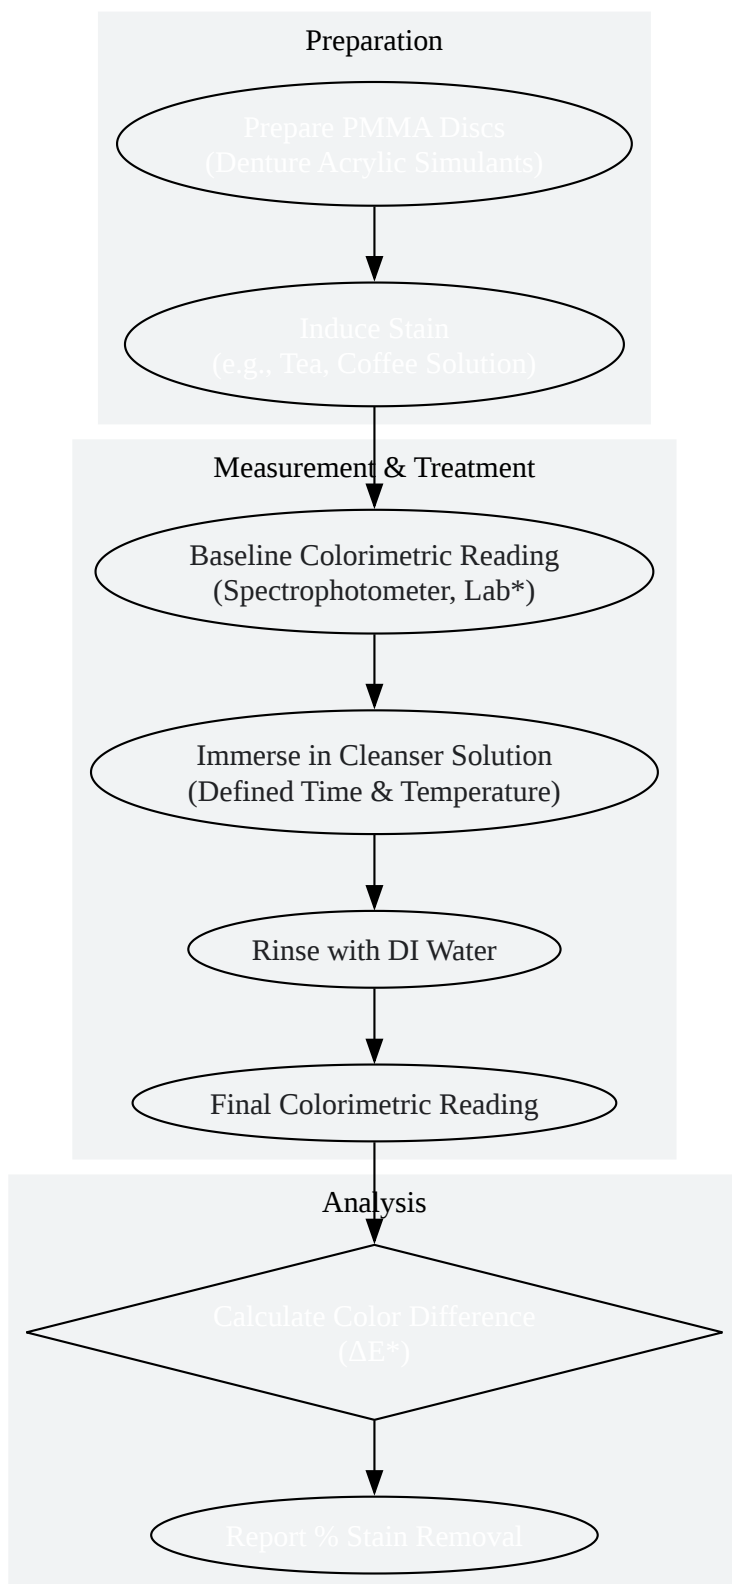 Preparation
Prepare PMMA Discs
(Denture Acrylic Simulants)
Induce Stain
(e.g., Tea, Coffee Solution)
Measurement & Treatment
Baseline Colorimetric Reading
(Spectrophotometer, Lab*)
Immerse in Cleanser Solution
(Defined Time & Temperature)
Rinse with DI Water
Final Colorimetric Reading
Analysis
Calculate Color Difference
(ΔE*)
Report % Stain Removal